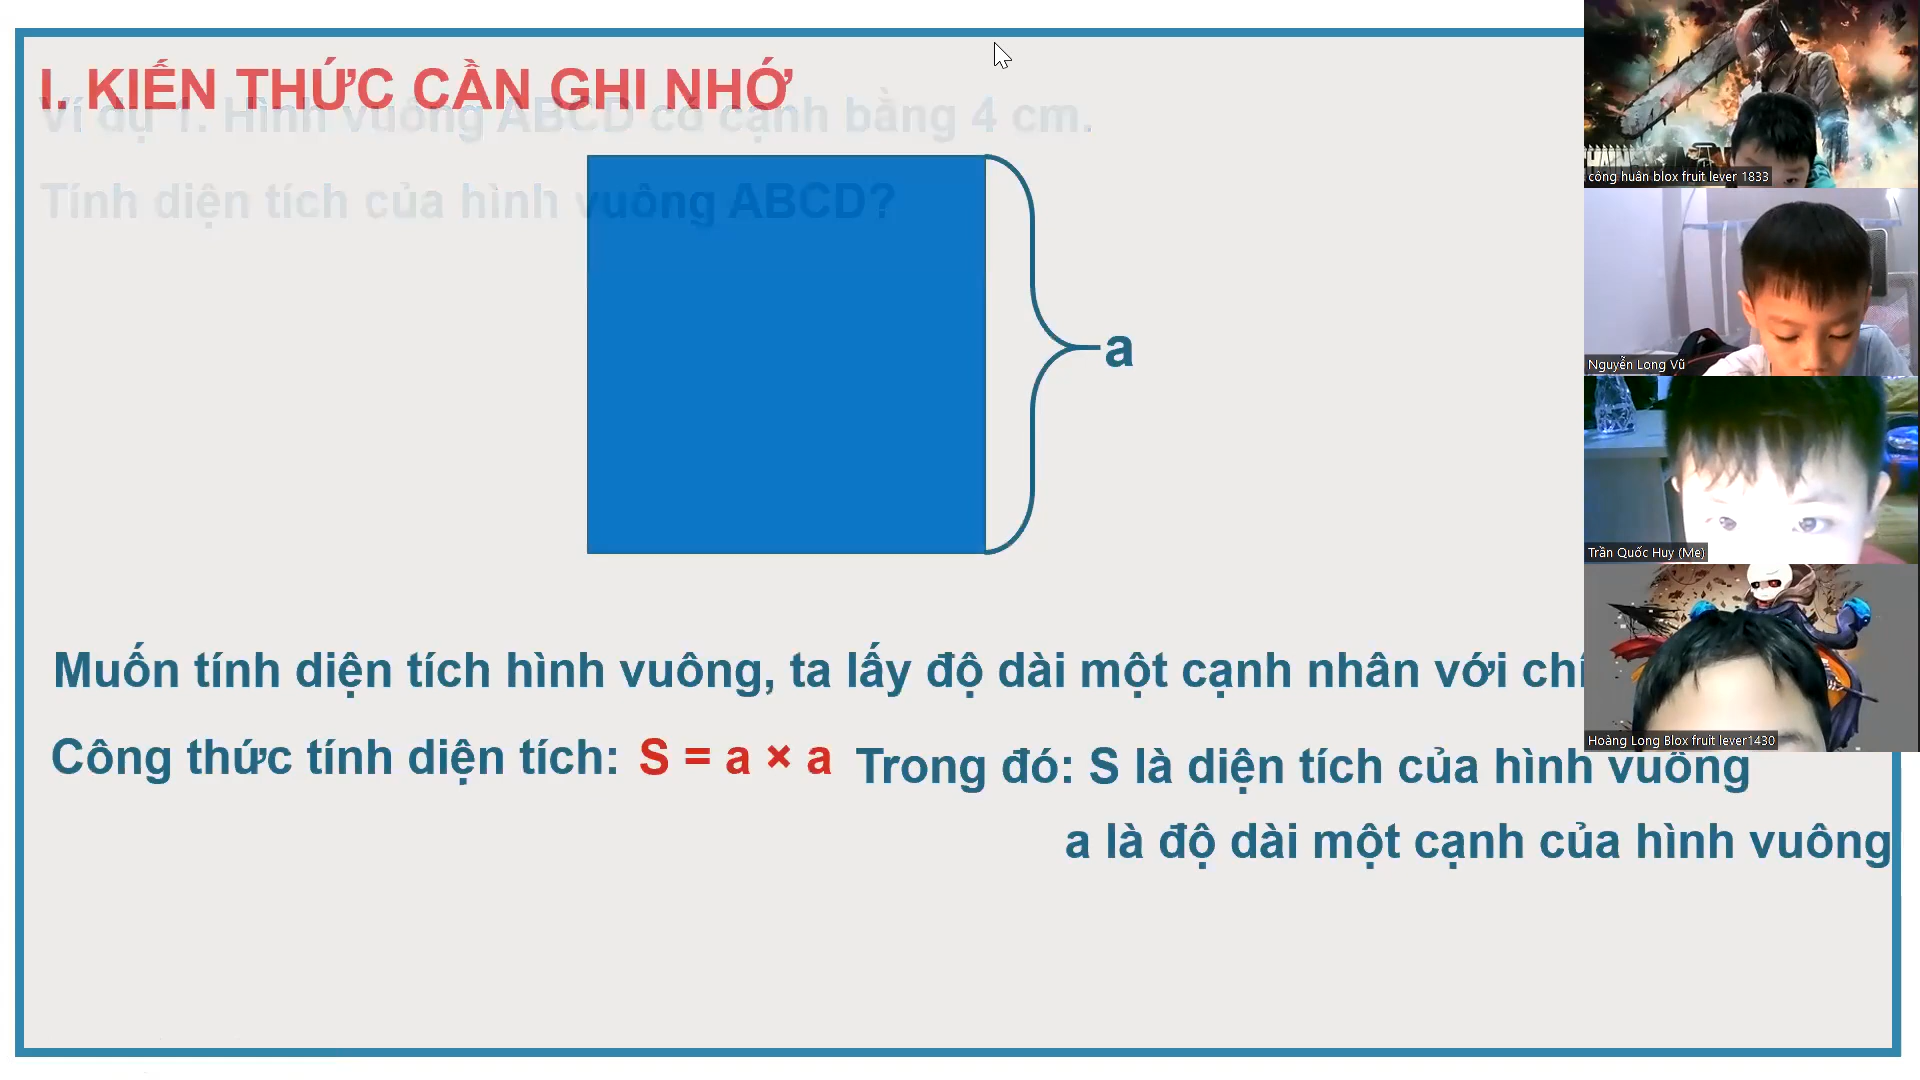 I. KIẾN THỨC CẦN GHI NHỚ
Ví dụ 1. Hình vuông ABCD có cạnh bằng 4 cm.
Tính diện tích của hình vuông ABCD?
a
Muốn tính diện tích hình vuông, ta lấy độ dài một cạnh nhân với
Công thức tính diện tích: S = a × a Trong đó: S là diện tích của hình vuông
a là độ dài một cạnh của hình vuông
công huân blox fruit lever 1833
Nguyễn Long Vũ
Trần Quốc Huy (Me)
Hoàng Long Blox fruit lever1430